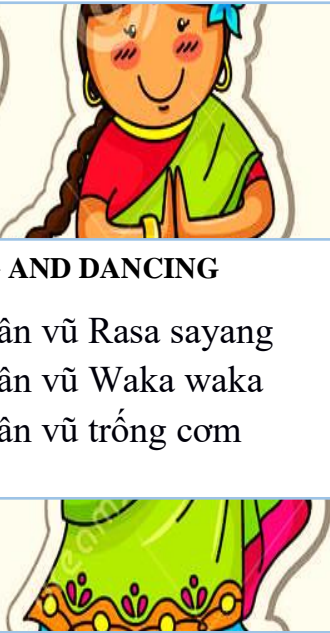 AND DANCING
ân vũ Rasa sayang
ân vũ Waka waka
ân vũ trống cơm